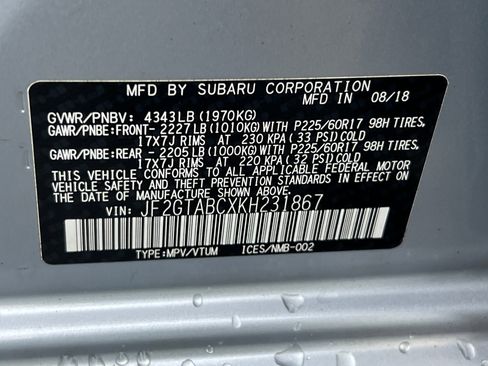 MFD BY SUBARU CORPORATION
MFD IN 08/18
GVWR/PNBV: 4343LB (1970KG)
GAWR/PNBE: FRONT- 2227LB (1010KG) WITH P225/60R17 98H TIRES,
17X7J RIMS AT 230 KPA (33 PSI) COLD
GAWR/PNBE: REAR - 2205LB (1000KG) WITH P225/60R17 98H TIRES,
17X7J RIMS AT 220 KPA (32 PSI) COLD
THIS VEHICLE CONFORMS TO ALL APPLICABLE FEDERAL MOTOR
VEHICLE SAFETY AND THEFT PREVENTION STANDARDS IN EFFECT ON
THE DATE OF MANUFACTURE SHOWN ABOVE.
VIN: JF2GTABCXKH231867
TYPE:MPV/VTUM ICES/NMB-002